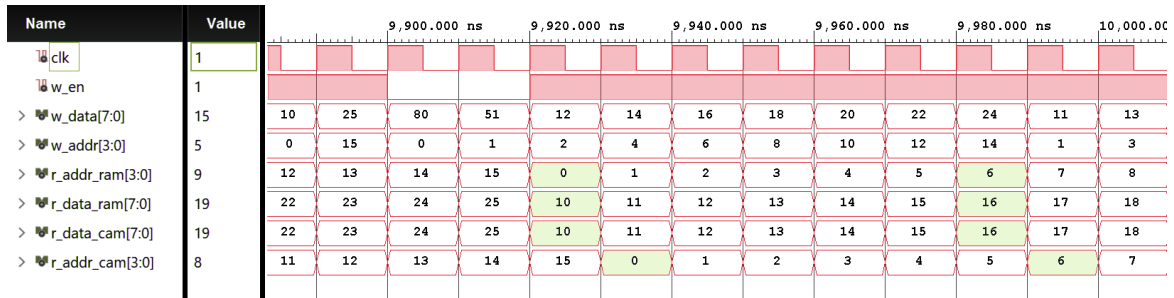 Name Value 9,900.000 ns 9,920.000 ns 9,940.000 ns 9,960.000 ns 9,980.000 ns 10,000.00
clk 1
w_en 1
w_data[7:0] 15 10 25 80 51 12 14 16 18 20 22 24 11 13
w_addr[3:0] 5 0 15 0 1 2 4 6 8 10 12 14 1 3
r_addr_ram[3:0] 9 12 13 14 15 0 1 2 3 4 5 6 7 8
r_data_ram[7:0] 19 22 23 24 25 10 11 12 13 14 15 16 17 18
r_data_cam[7:0] 19 22 23 24 25 10 11 12 13 14 15 16 17 18
r_addr_cam[3:0] 8 11 12 13 14 15 0 1 2 3 4 5 6 7